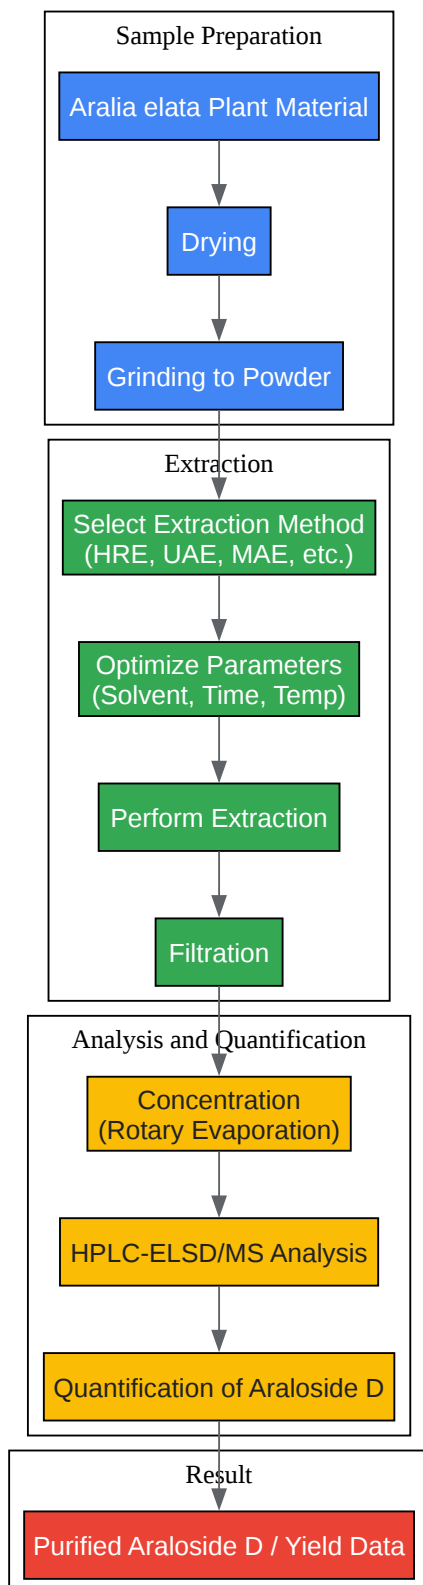 Sample Preparation
Aralia elata Plant Material
Drying
Grinding to Powder
Extraction
Select Extraction Method
(HRE, UAE, MAE, etc.)
Optimize Parameters
(Solvent, Time, Temp)
Perform Extraction
Filtration
Analysis and Quantification
Concentration
(Rotary Evaporation)
HPLC-ELSD/MS Analysis
Quantification of Araloside D
Result
Purified Araloside D / Yield Data